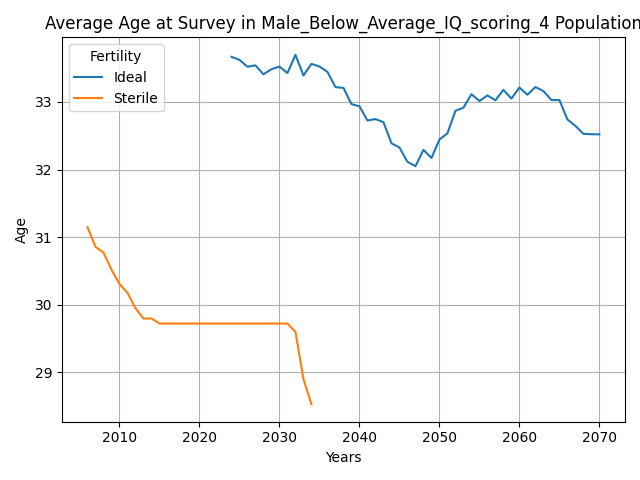 Average Age at Survey in Male_Below_Average_IQ_scoring_4 Population
Fertility
Ideal
Sterile
33
32
31
30
29
Age
2010 2020 2030 2040 2050 2060 2070
Years